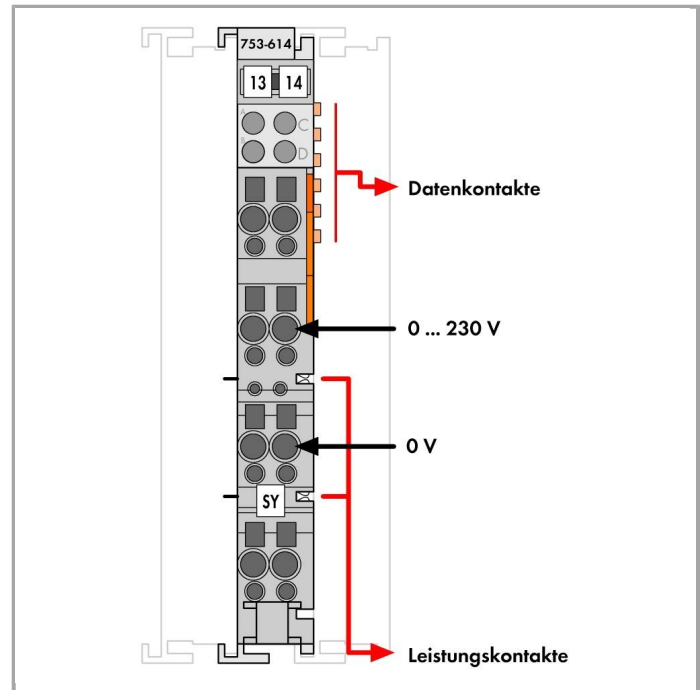 753-614
13 14
A
C
B
D
Datenkontakte
0 ... 230 V
0 V
SY
Leistungskontakte